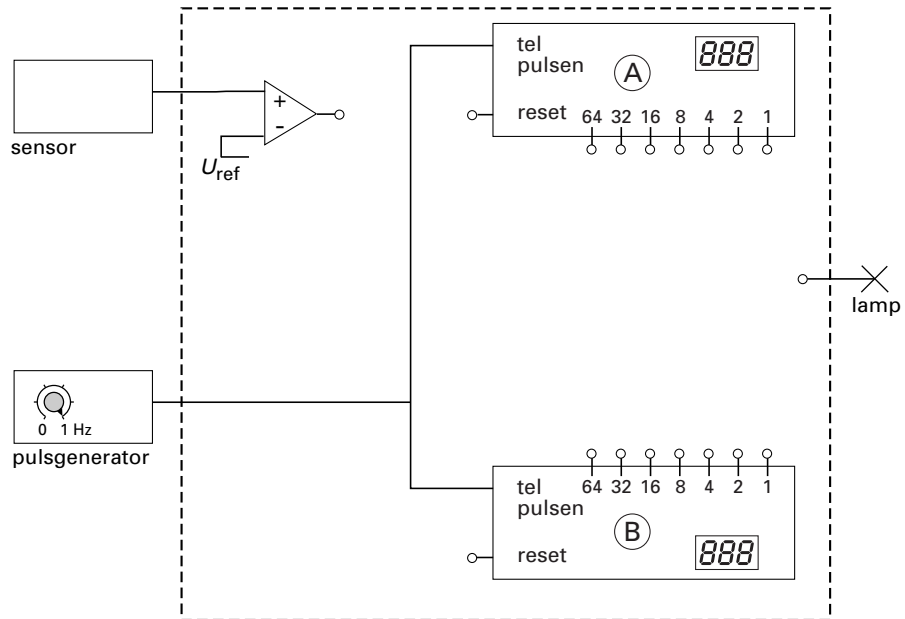 tel
pulsen
A
888
reset
64 32 16 8 4 2 1
sensor
+
-
Uref
lamp
0 1 Hz
pulsgenerator
64 32 16 8 4 2 1
tel
pulsen
B
reset
888